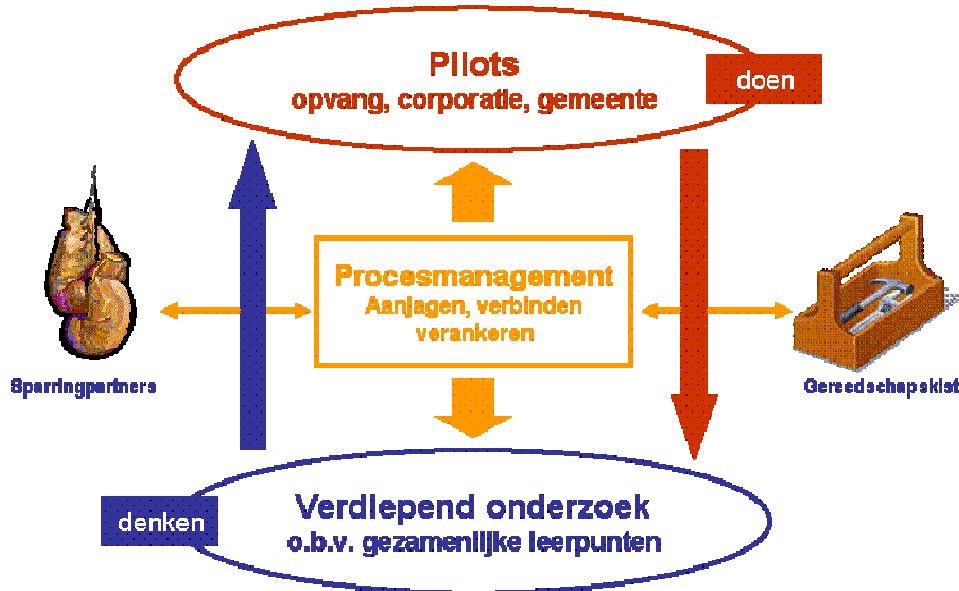 Pilots
opvang, corporatie, gemeente
doen
Procesmanagement
Aanjagen, verbinden
verankeren
Sparringpartners
Gereedschapskist
denken
Verdiepend onderzoek
o.b.v. gezamenlijke leerpunten